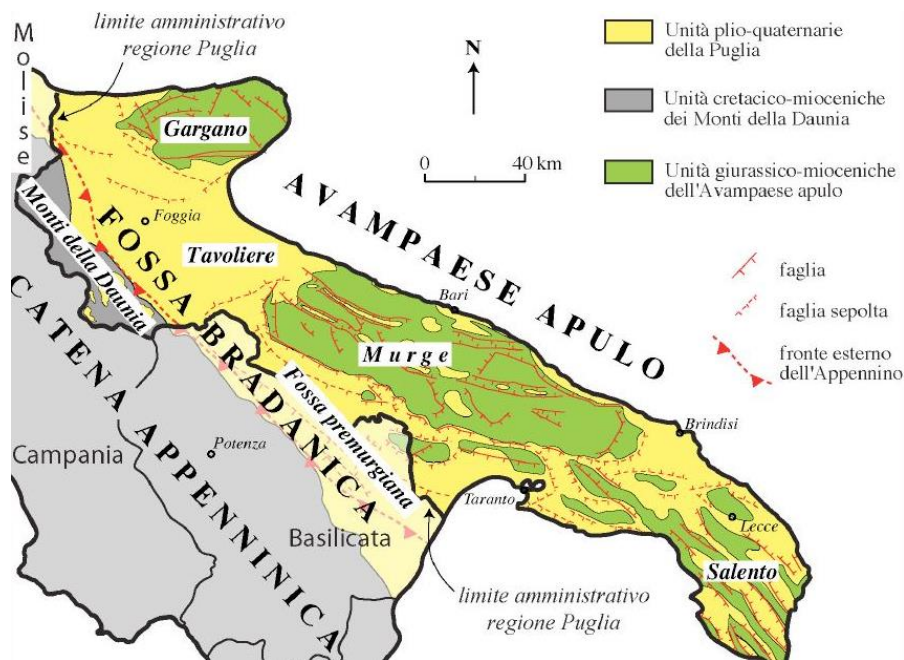 Molise
limite amministrativo
regione Puglia
N
0 40 km
Unità plio-quaternarie
della Puglia
Unità cretacico-mioceniche
dei Monti della Daunia
Unità giurassico-mioceniche
dell'Avampaese apulo
faglia
faglia sepolta
fronte esterno
dell'Appennino
Gargano
Monti della Daunia
Foggia
Tavoliere
FOSSA BRADANICA
AVAMPAESE APULO
CATENA APPENNINICA
Bari
Murge
Fossa premurgiana
Brindisi
Potenza
Campania
Taranto
Lecce
Basilicata
Salento
limite amministrativo
regione Puglia